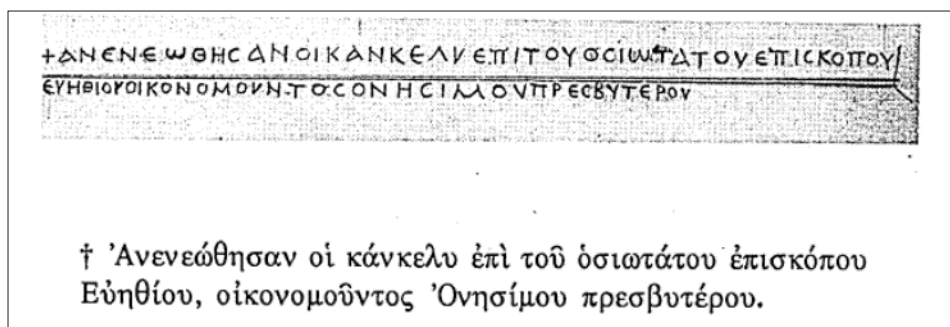 +ΑΝΕΝΕωΘΗCΑΝΟΙΚΑΝΚΕΛΥΕΠΙΤΟΥΟCΙωΤΑΤΟΥΕΠΙCΚΟΠΟΥ
ΕΥΗΘΙΟΥΟΙΚΟΝΟΜΟΥΝΤΟCΟΝΗCΙΜΟΥΠΡΕCΒΥΤΕΡΟΥ
† Ἀνενεώθησαν οἱ κάνκελυ ἐπὶ τοῦ ὁσιωτάτου ἐπισκόπου
Εὐηθίου, οἰκονομοῦντος Ὀνησίμου πρεσβυτέρου.